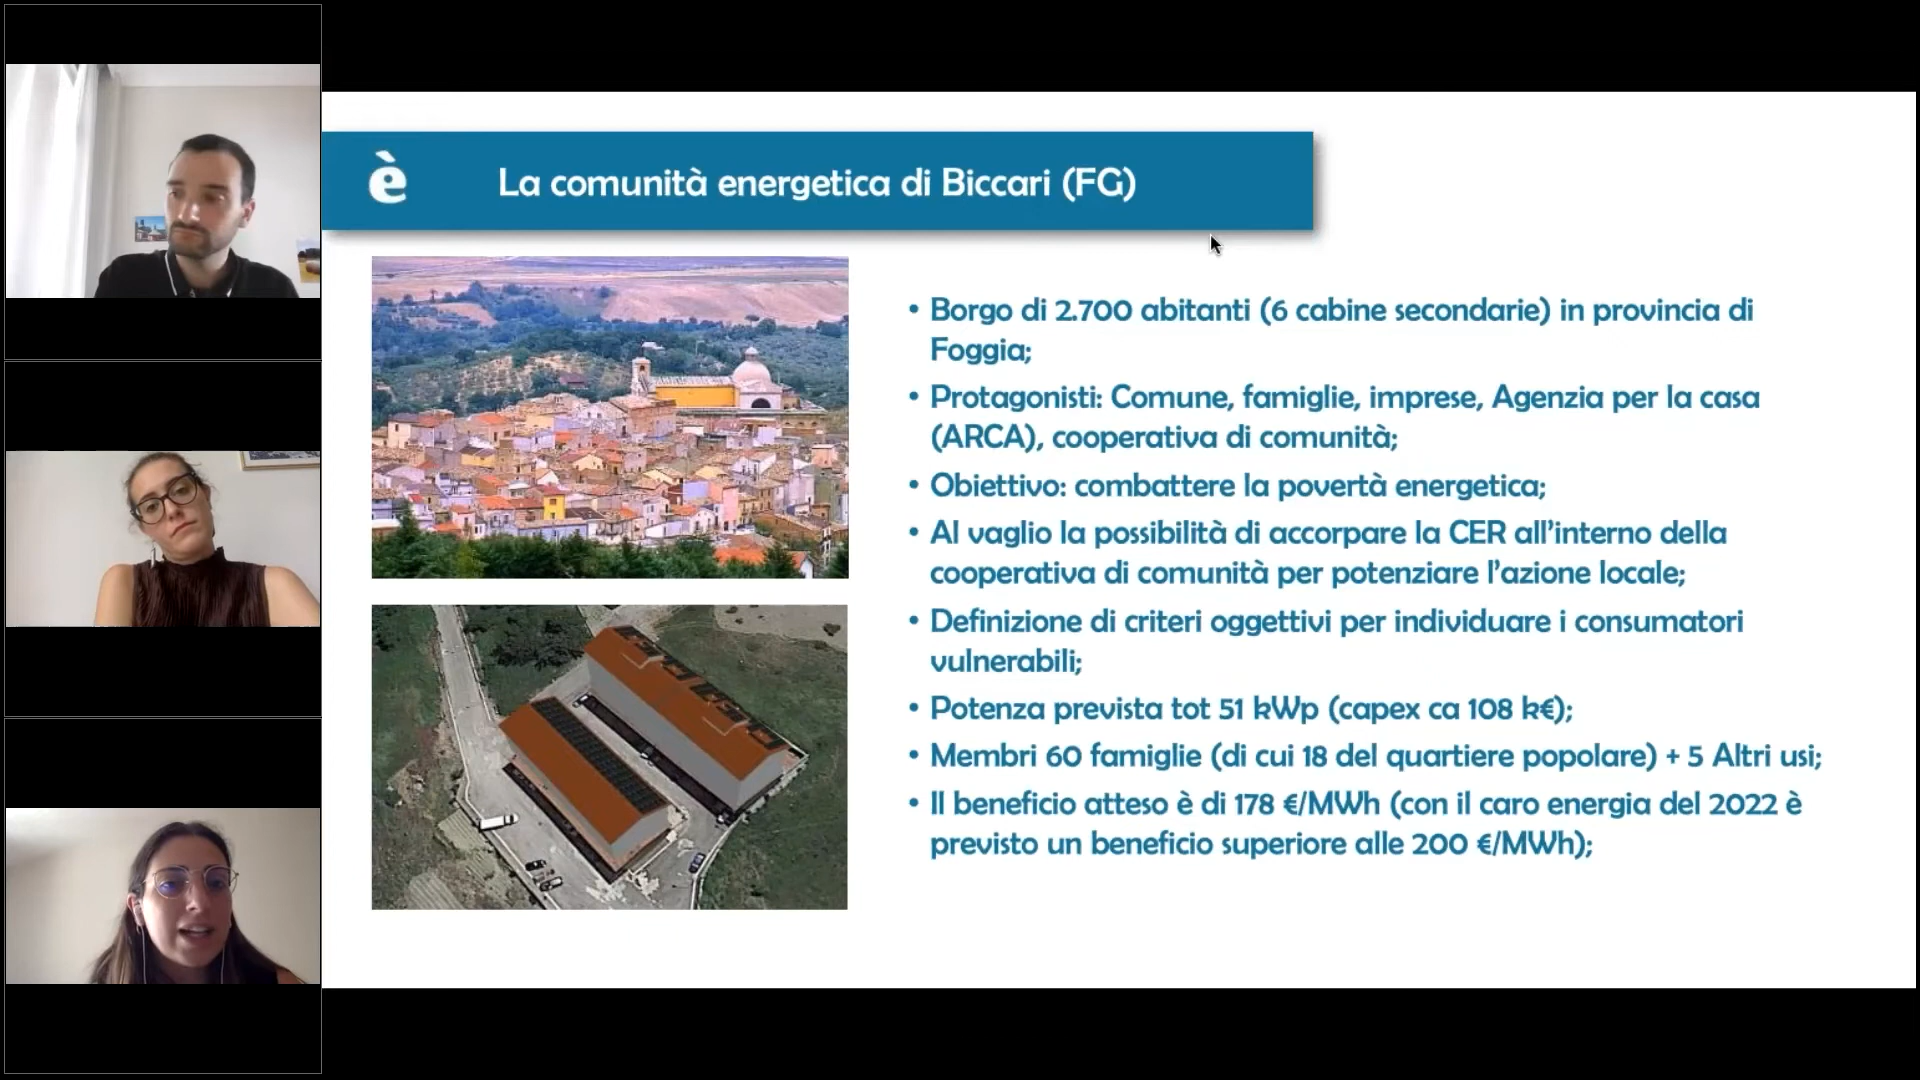 è
La comunità energetica di Biccari (FG)
• Borgo di 2.700 abitanti (6 cabine secondarie) in provincia di
Foggia;
• Protagonisti: Comune, famiglie, imprese, Agenzia per la casa
(ARCA), cooperativa di comunità;
• Obiettivo: combattere la povertà energetica;
• Al vaglio la possibilità di accorpare la CER all'interno della
cooperativa di comunità per potenziare l'azione locale;
• Definizione di criteri oggettivi per individuare i consumatori
vulnerabili;
• Potenza prevista tot 51 kWp (capex ca 108 k€);
• Membri 60 famiglie (di cui 18 del quartiere popolare) + 5 Altri usi;
• Il beneficio atteso è di 178 €/MWh (con il caro energia del 2022 è
previsto un beneficio superiore alle 200 €/MWh);